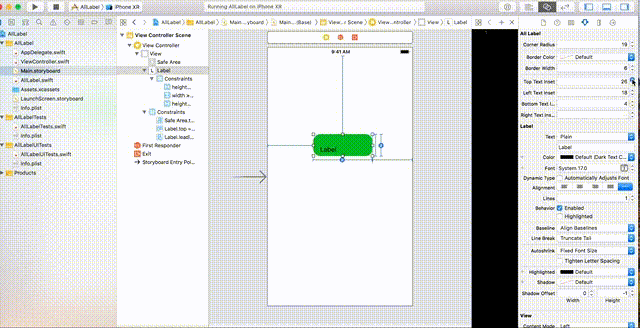 AllLabel
iPhone XR
Running AllLabel on iPhone XR
AllLabel
AllLabel
Main....yboard
Main....(Base)
View...r Scene
View...ntroller
View
L Label
AllLabel
AllLabel
AppDelegate.swift
ViewController.swift
Main.storyboard
AllLabel.swift
Assets.xcassets
LaunchScreen.storyboard
Info.plist
AllLabelTests
AllLabelTests.swift
Info.plist
AllLabelUITests
AllLabelUITests.swift
Info.plist
Products
View Controller Scene
View Controller
View
Safe Area
L Label
Constraints
height...
width >...
height...
Constraints
Safe Area.t...
Label.top =...
Label.leadi...
First Responder
Exit
Storyboard Entry Poi...
9:41 AM
Label
All Label
Corner Radius 19
Border Color Default
Border Width 6
Top Text Inset 26
Left Text Inset 18
Bottom Text I... 4
Right Text Ins...
Label
Text Plain
Label
Color Default (Dark Text C...
Font System 17.0
Dynamic Type Automatically Adjusts Font
Alignment
Lines 1
Behavior Enabled
Highlighted
Baseline Align Baselines
Line Break Truncate Tail
Autoshrink Fixed Font Size
Tighten Letter Spacing
Highlighted Default
Shadow Default
Shadow Offset 0 -1
Width Height
View
Content Mode Left